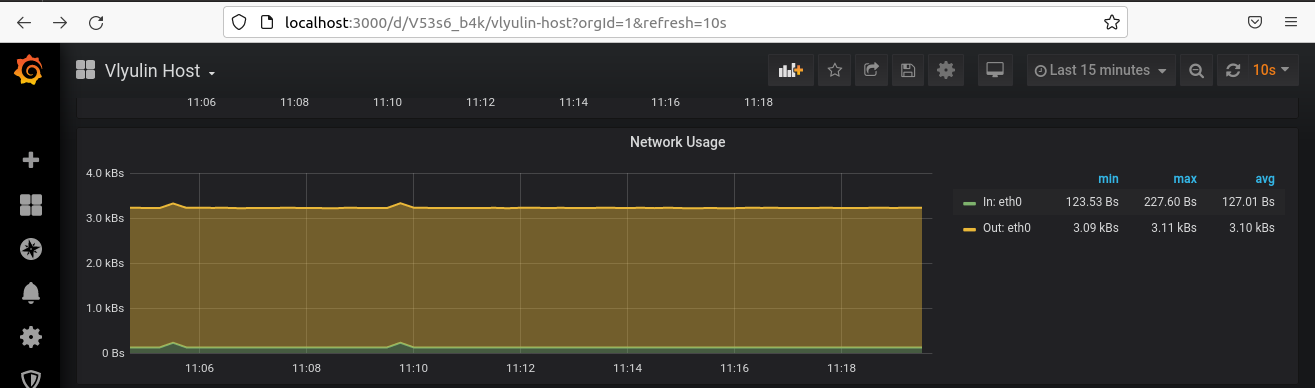 localhost:3000/d/V53s6_b4k/vlyulin-host?orgId=1&refresh=10s
Vlyulin Host
Last 15 minutes
10s
11:06 11:08 11:10 11:12 11:14 11:16 11:18
Network Usage
4.0 kBs
3.0 kBs
2.0 kBs
1.0 kBs
0 Bs
11:06 11:08 11:10 11:12 11:14 11:16 11:18
min max avg
In: eth0 123.53 Bs 227.60 Bs 127.01 Bs
Out: eth0 3.09 kBs 3.11 kBs 3.10 kBs